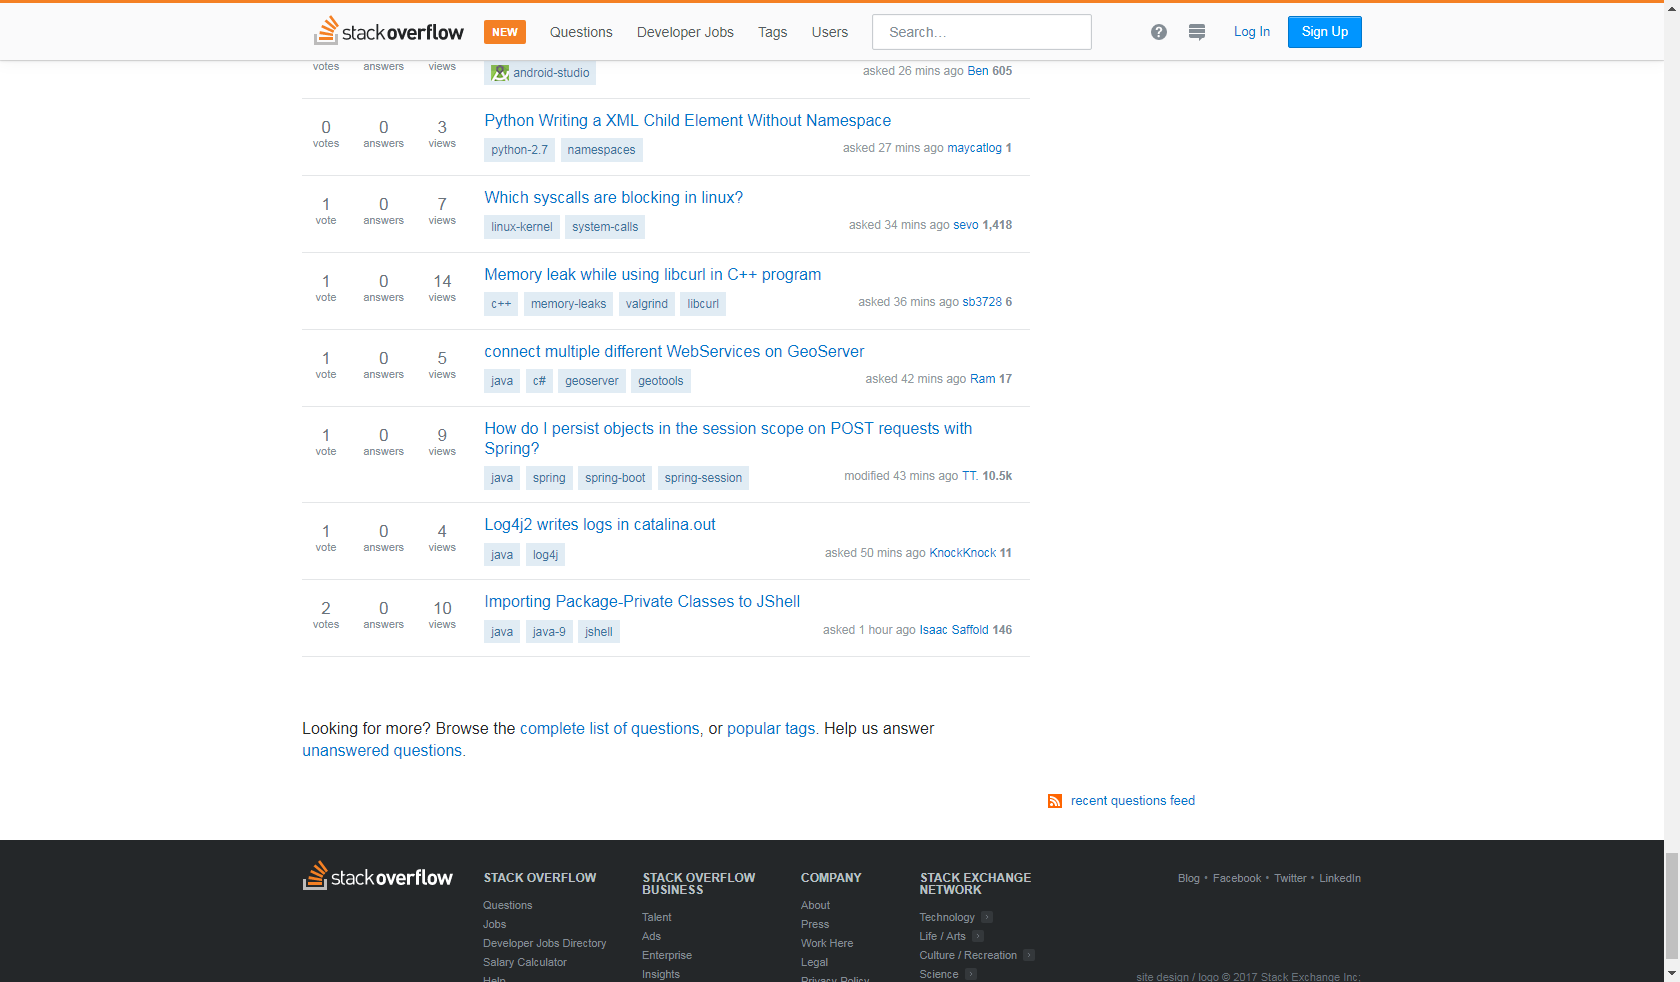 stackoverflow NEW Questions Developer Jobs Tags Users Search... ? Log In Sign Up
votes answers views android-studio asked 26 mins ago Ben 605
0 0 3 Python Writing a XML Child Element Without Namespace
votes answers views python-2.7 namespaces asked 27 mins ago maycatlog 1
1 0 7 Which syscalls are blocking in linux?
vote answers views linux-kernel system-calls asked 34 mins ago sevo 1,418
1 0 14 Memory leak while using libcurl in C++ program
vote answers views c++ memory-leaks valgrind libcurl asked 36 mins ago sb3728 6
1 0 5 connect multiple different WebServices on GeoServer
vote answers views java c# geoserver geotools asked 42 mins ago Ram 17
1 0 9 How do I persist objects in the session scope on POST requests with
Spring?
vote answers views java spring spring-boot spring-session modified 43 mins ago TT. 10.5k
1 0 4 Log4j2 writes logs in catalina.out
vote answers views java log4j asked 50 mins ago KnockKnock 11
2 0 10 Importing Package-Private Classes to JShell
votes answers views java java-9 jshell asked 1 hour ago Isaac Saffold 146
Looking for more? Browse the complete list of questions, or popular tags. Help us answer
unanswered questions.
recent questions feed
stackoverflow
STACK OVERFLOW
Questions
Jobs
Developer Jobs Directory
Salary Calculator
Help
STACK OVERFLOW
BUSINESS
Talent
Ads
Enterprise
Insights
COMPANY
About
Press
Work Here
Legal
Privacy Policy
STACK EXCHANGE
NETWORK
Technology
Life / Arts
Culture / Recreation
Science
Blog • Facebook • Twitter • LinkedIn
site design / logo © 2017 Stack Exchange Inc;